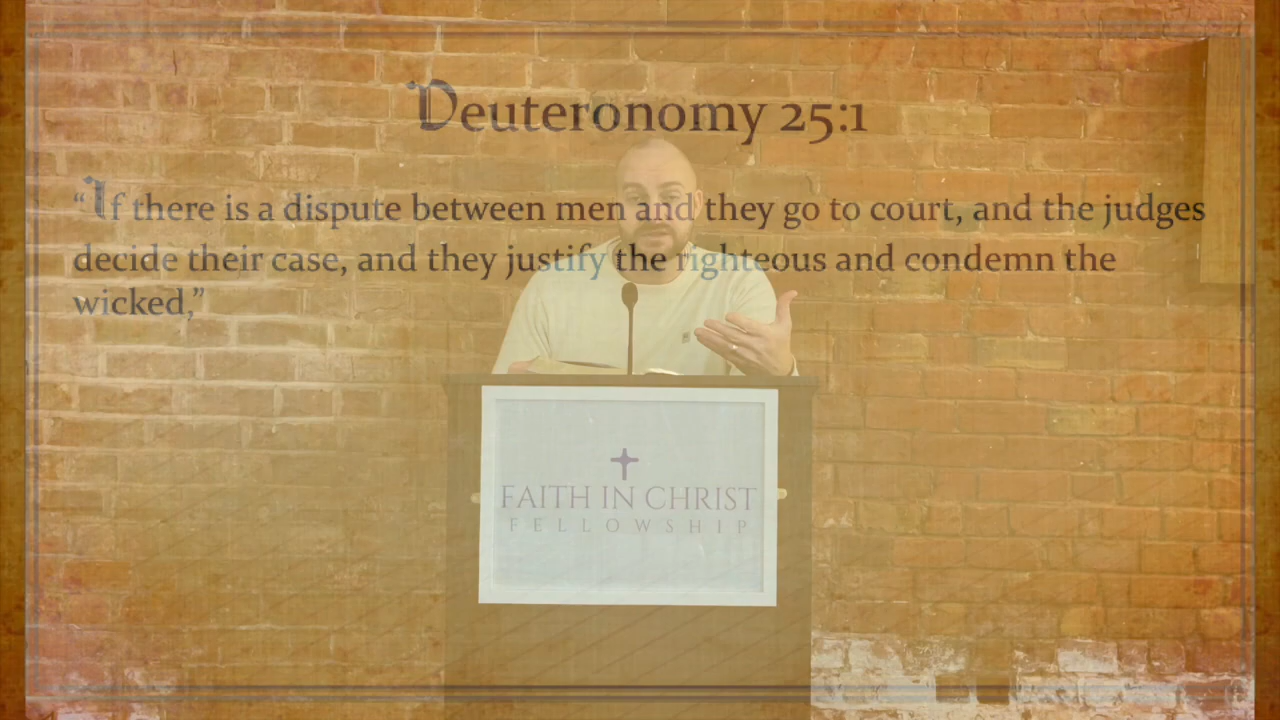 Deuteronomy 25:1
“If there is a dispute between men and they go to court, and the judges
decide their case, and they justify the righteous and condemn the
wicked,”
FAITH IN CHRIST
FELLOWSHIP